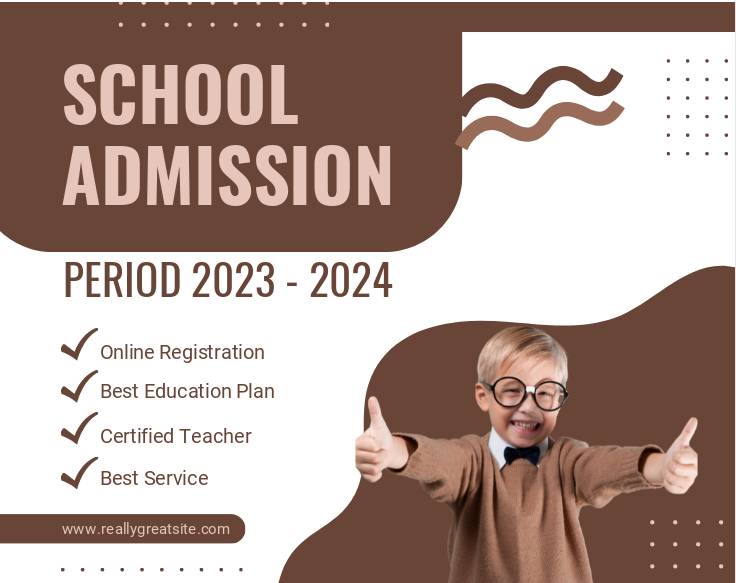 SCHOOL
ADMISSION
PERIOD 2023 - 2024
Online Registration
Best Education Plan
Certified Teacher
Best Service
www.reallygreatsite.com